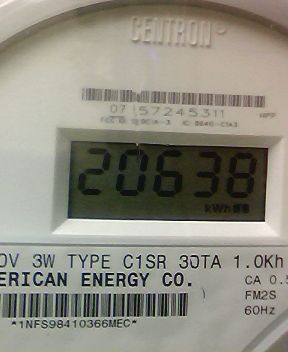 CENTRON®
07 57245311
20638
kWh
0V 3W TYPE C1SR 30TA 1.0Kh
ERICAN ENERGY CO. CA 0.5
FM2S
*1NFS98410366MEC* 60Hz